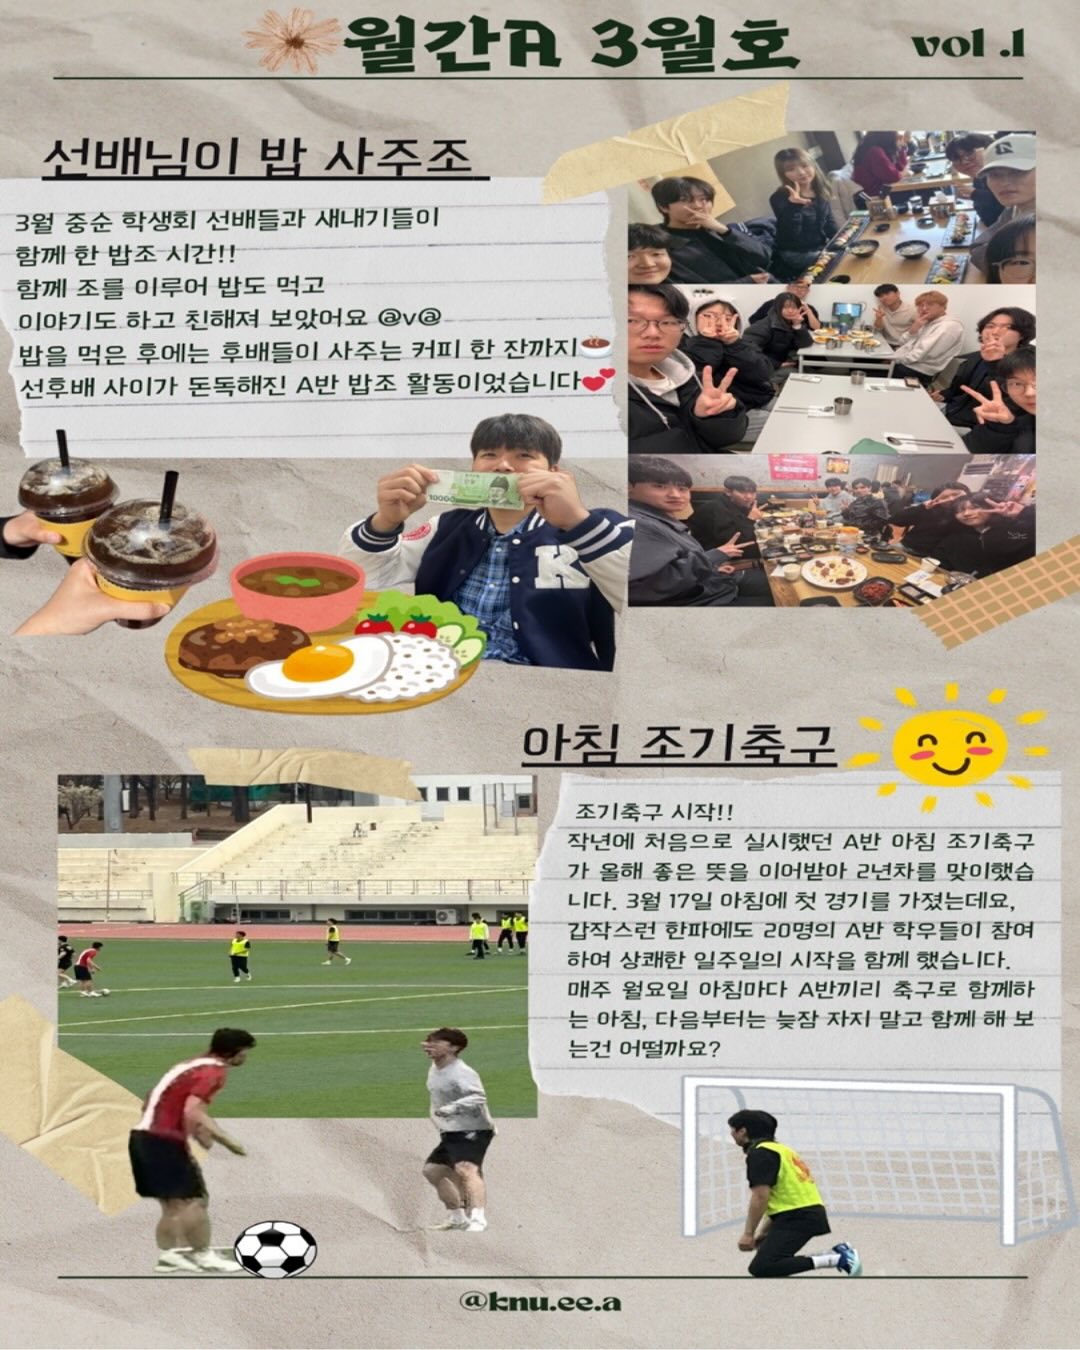 월간A 3월호
vol .1
선배님이 밥 사주조
3월 중순 학생회 선배들과 새내기들이
함께 한 밥조 시간!!
함께 조를 이루어 밥도 먹고
이야기도 하고 친해져 보았어요 @v@
밥을 먹은 후에는 후배들이 사주는 커피 한 잔까지☕
선후배 사이가 돈독해진 A반 밥조 활동이었습니다💕
10000
K
아침 조기축구
조기축구 시작!!
작년에 처음으로 실시했던 A반 아침 조기축구
가 올해 좋은 뜻을 이어받아 2년차를 맞이했습
니다. 3월 17일 아침에 첫 경기를 가졌는데요,
갑작스런 한파에도 20명의 A반 학우들이 참여
하여 상쾌한 일주일의 시작을 함께 했습니다.
매주 월요일 아침마다 A반끼리 축구로 함께하
는 아침, 다음부터는 늦잠 자지 말고 함께 해 보
는건 어떨까요?
@knu.ee.a